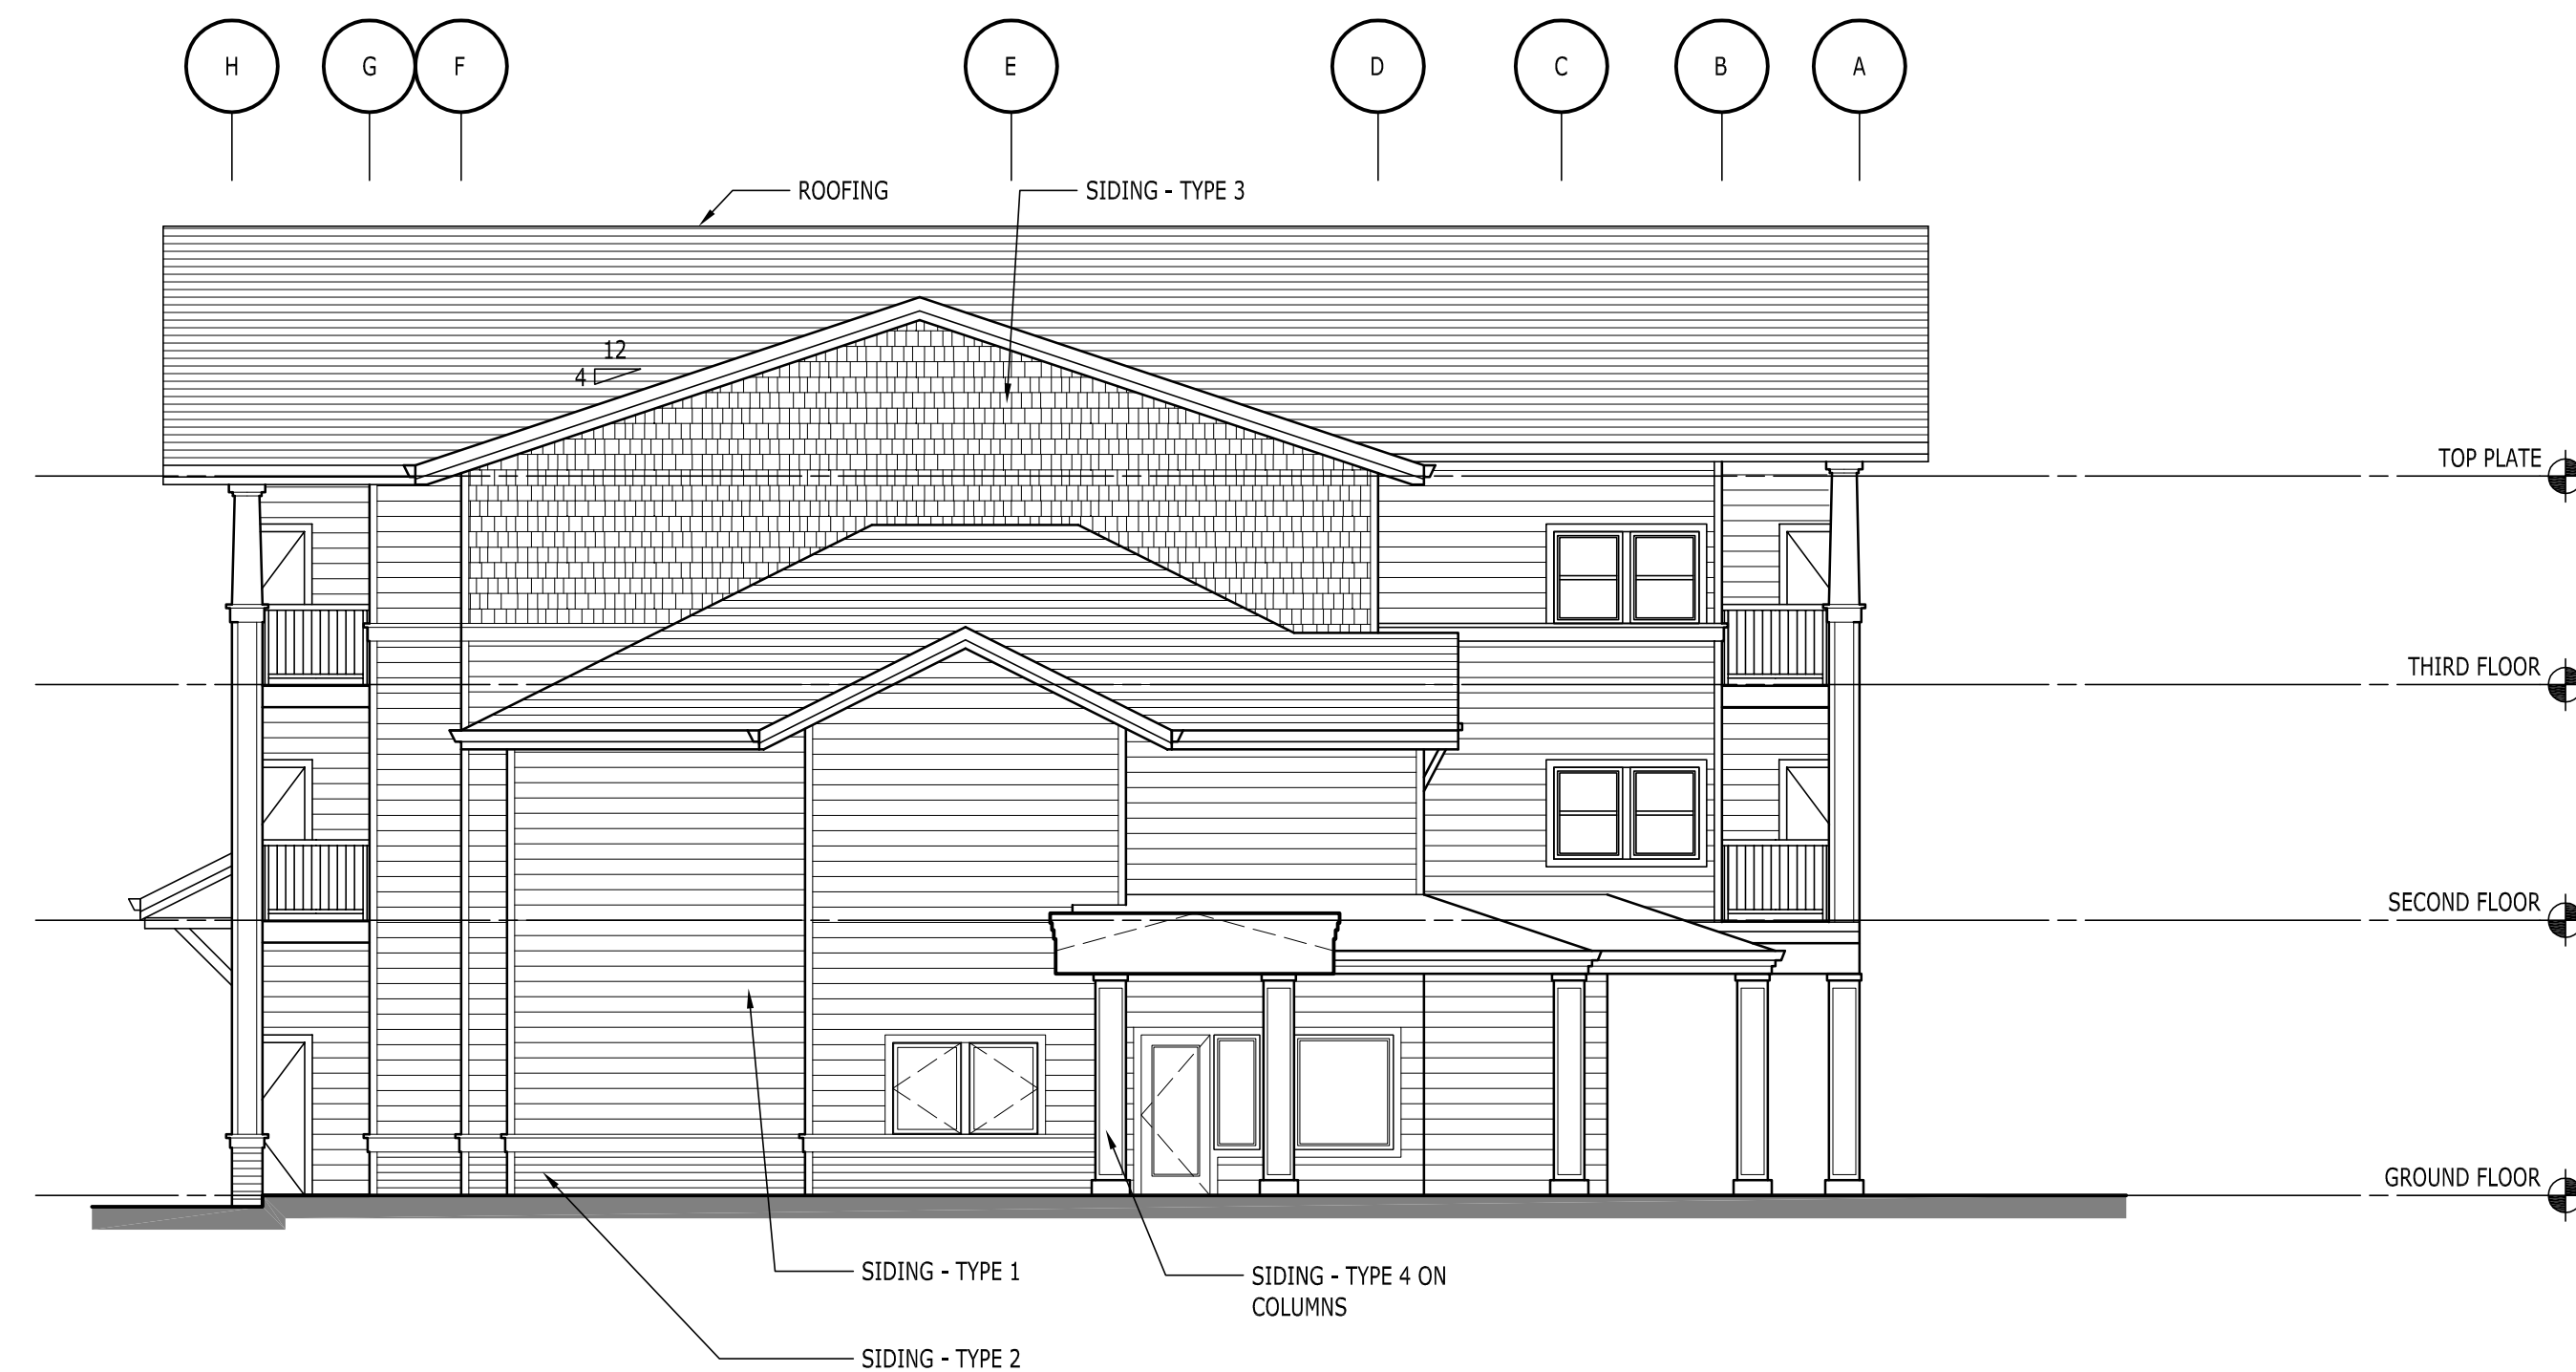 H
G
F
E
D
C
B
A
ROOFING
SIDING - TYPE 3
12
4
TOP PLATE
THIRD FLOOR
SECOND FLOOR
GROUND FLOOR
SIDING - TYPE 1
SIDING - TYPE 4 ON
COLUMNS
SIDING - TYPE 2